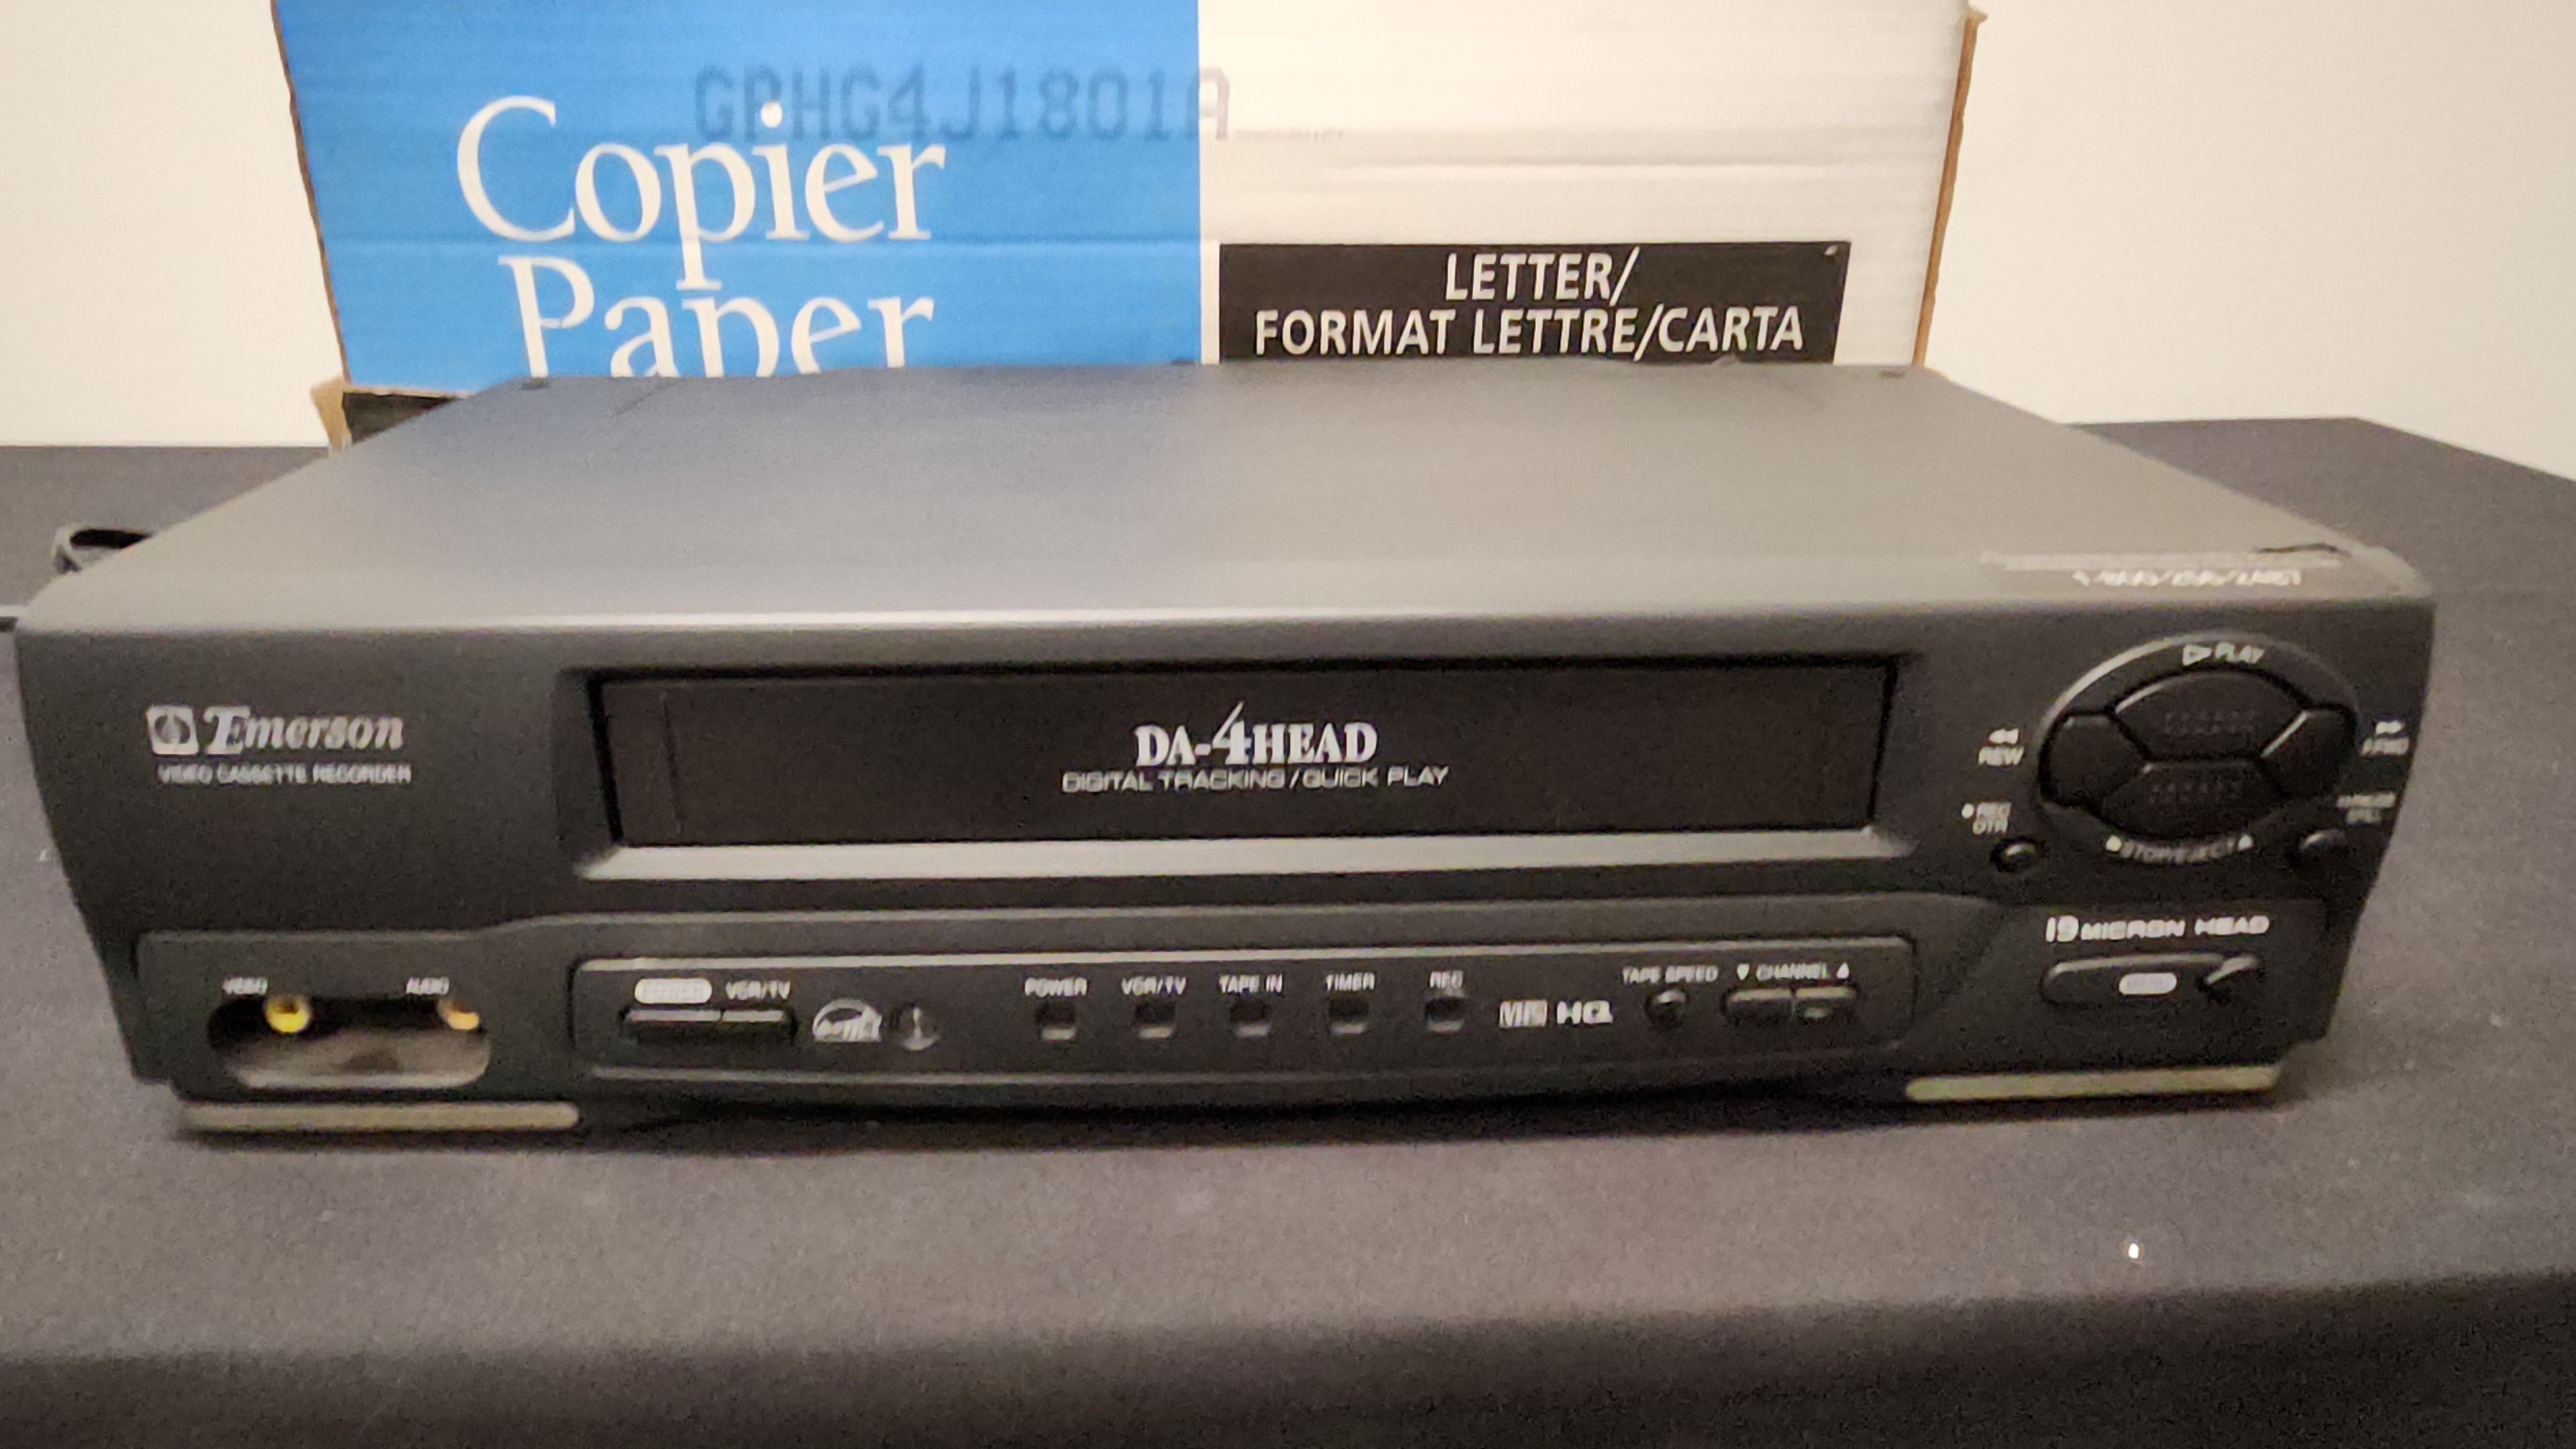 GPHG4J1801A
Copier
Paper
LETTER/
FORMAT LETTRE/CARTA
Emerson
VIDEO CASSETTE RECORDER
DA-4HEAD
DIGITAL TRACKING/QUICK PLAY
PLAY
REW
F.FWD
REC
OTR
STILL
STOP/EJECT
19 MICRON HEAD
VIDEO
AUDIO
VCR/TV
POWER
VCR/TV
TAPE IN
TIMER
REC
HQ
TAPE SPEED
CHANNEL